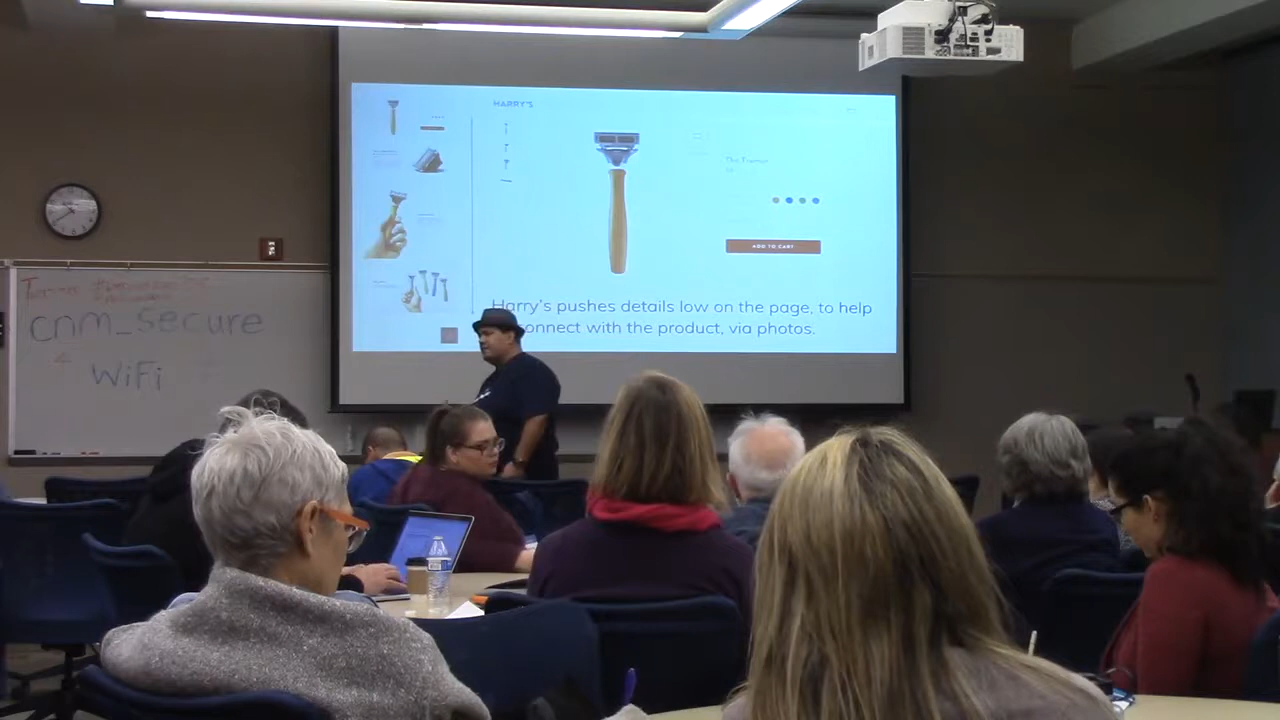 HARRY'S
ADD TO CART
Harry's pushes details low on the page, to help
connect with the product, via photos.
cnm_secure
WiFi